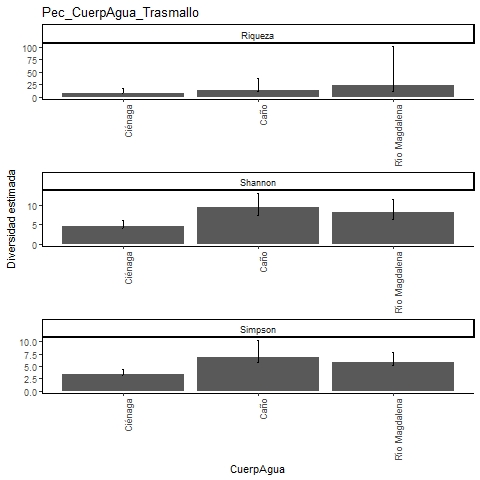 Pec_CuerpAgua_Trasmallo
Riqueza
100
75
50
25
0
Ciénaga
Caño
Río Magdalena
Shannon
10
5
0
Ciénaga
Caño
Río Magdalena
Simpson
10.0
7.5
5.0
2.5
0.0
Ciénaga
Caño
Río Magdalena
Diversidad estimada
CuerpAgua